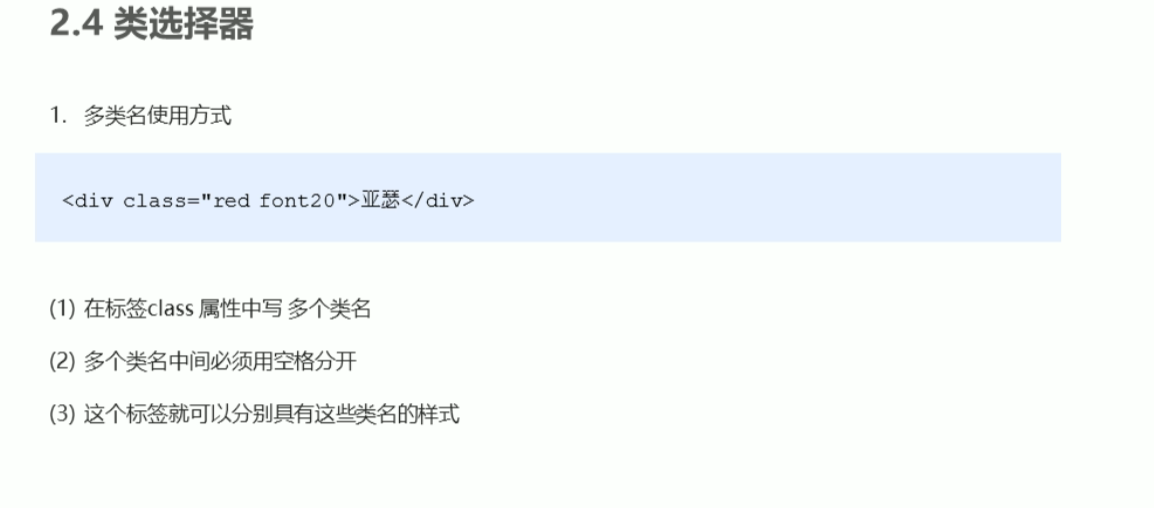 2.4 类选择器
1. 多类名使用方式
<div class="red font20">亚瑟</div>
(1) 在标签class 属性中写 多个类名
(2) 多个类名中间必须用空格分开
(3) 这个标签就可以分别具有这些类名的样式